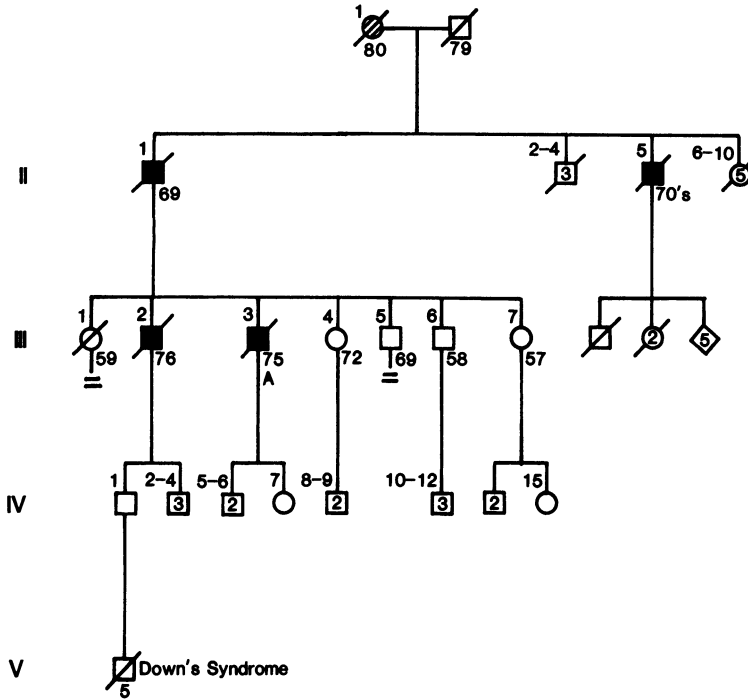 1
80 79
1 2-4 5 6-10
II 3 5
69 70's
1 2 3 4 5 6 7
III 2 5
59 76 75 72 69 58 57
A
1 2-4 5-6 7 8-9 10-12 15
IV 3 2 2 3 2
V Down's Syndrome
5